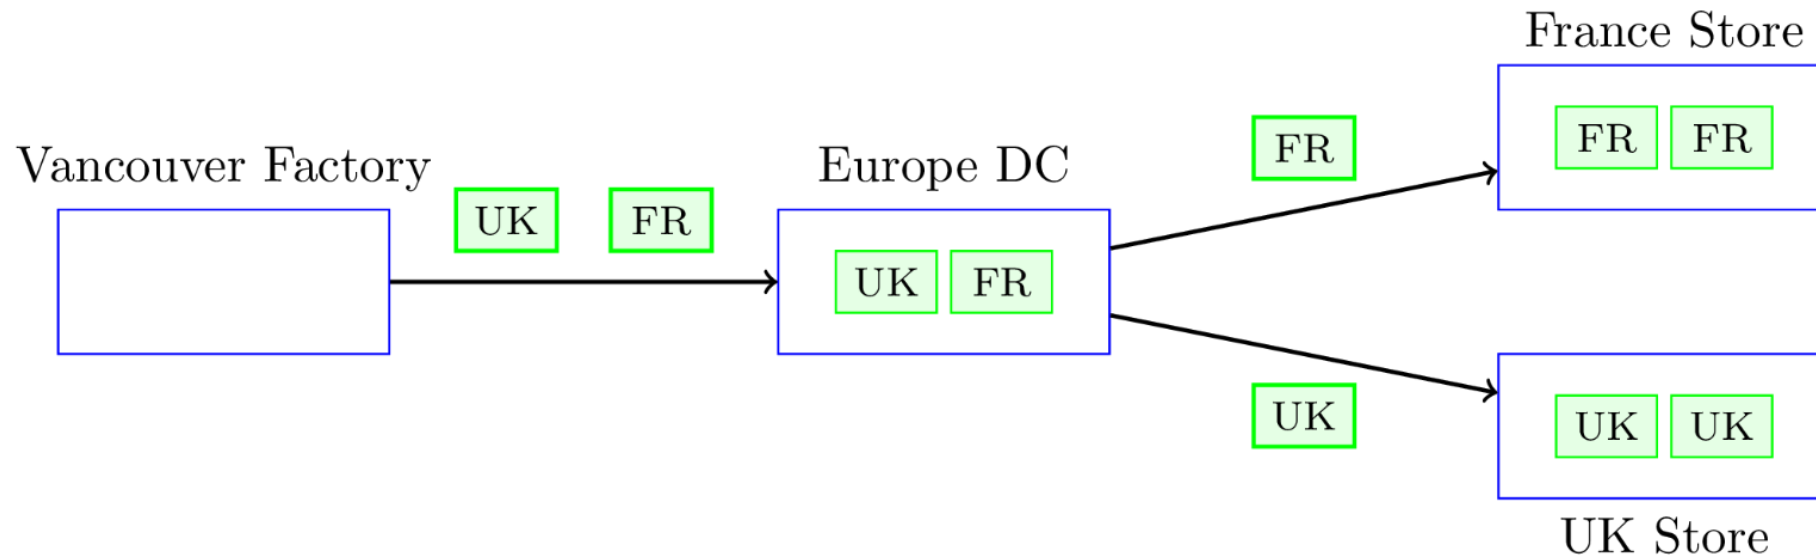 Vancouver Factory
UK FR
Europe DC
UK FR
FR
UK
France Store
FR FR
UK UK
UK Store